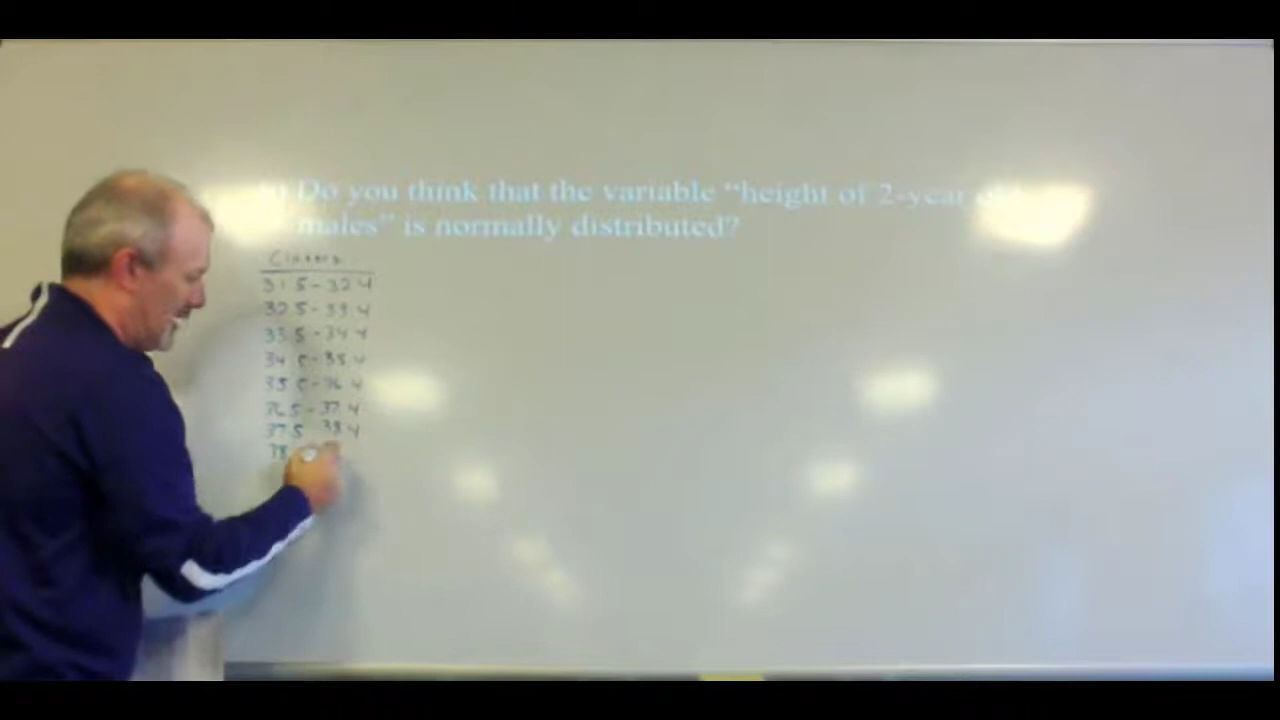 b) Do you think that the variable “height of 2-year old
males” is normally distributed?
Classes
31.5-32.4
32.5-33.4
33.5-34.4
34.5-35.4
35.5-36.4
36.5-37.4
37.5 38.4
38